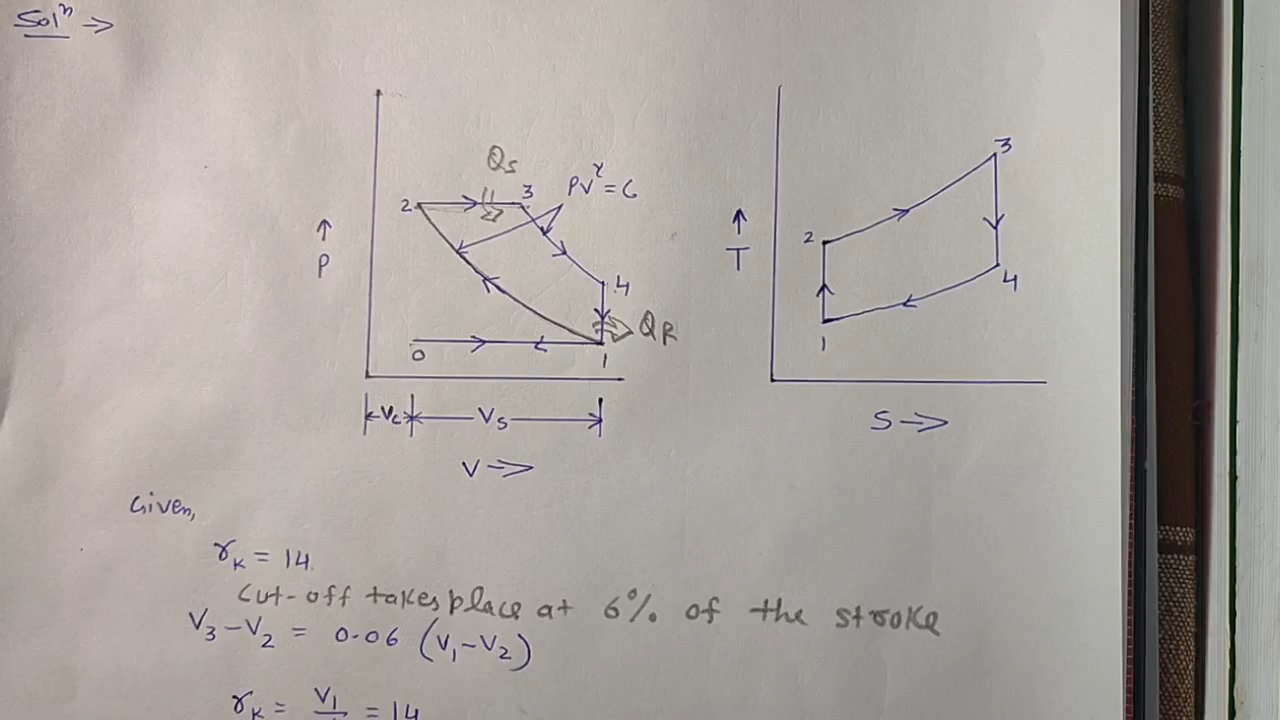 Solⁿ →
Qs
2 3 PVᵞ = C
↑ P
4
QR
0 1
Vc Vs
V →
↑ T
3
2
4
1
S →
Given,
rK = 14
Cut-off takes place at 6% of the stroke
V3 - V2 = 0.06 (V1 - V2)
rK = V1/ = 14